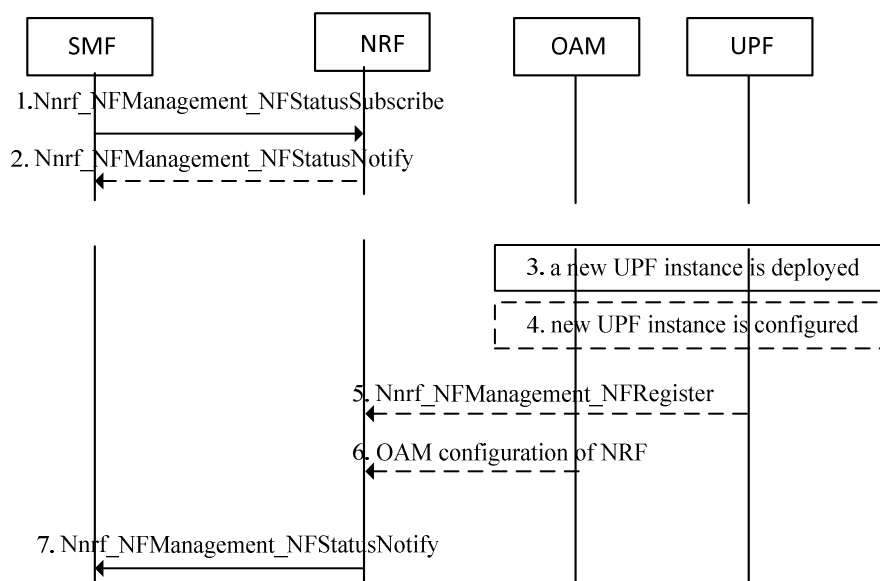 SMF
NRF
OAM
UPF
1.Nnrf_NFManagement_NFStatusSubscribe
2. Nnrf_NFManagement_NFStatusNotify
3. a new UPF instance is deployed
4. new UPF instance is configured
5. Nnrf_NFManagement_NFRegister
6. OAM configuration of NRF
7. Nnrf_NFManagement_NFStatusNotify